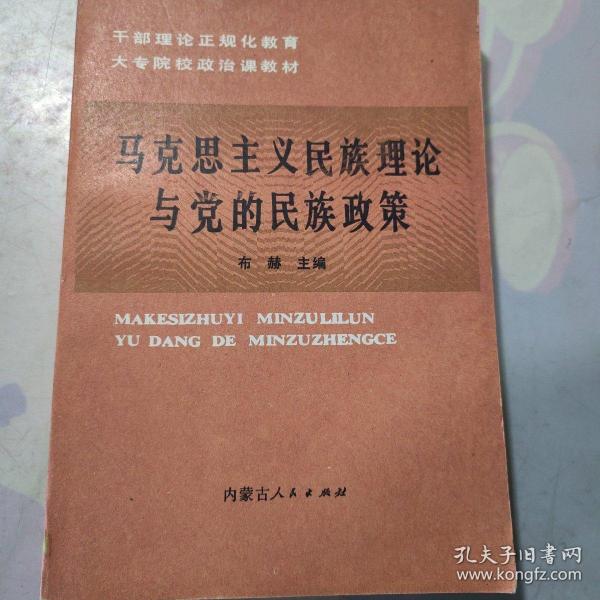 干部理论正规化教育
大专院校政治课教材
马克思主义民族理论
与党的民族政策
布赫 主编
MAKESIZHUYI MINZULILUN
YU DANG DE MINZUZHENGCE
内蒙古人民出版社
孔夫子旧书网
www.kongfz.com